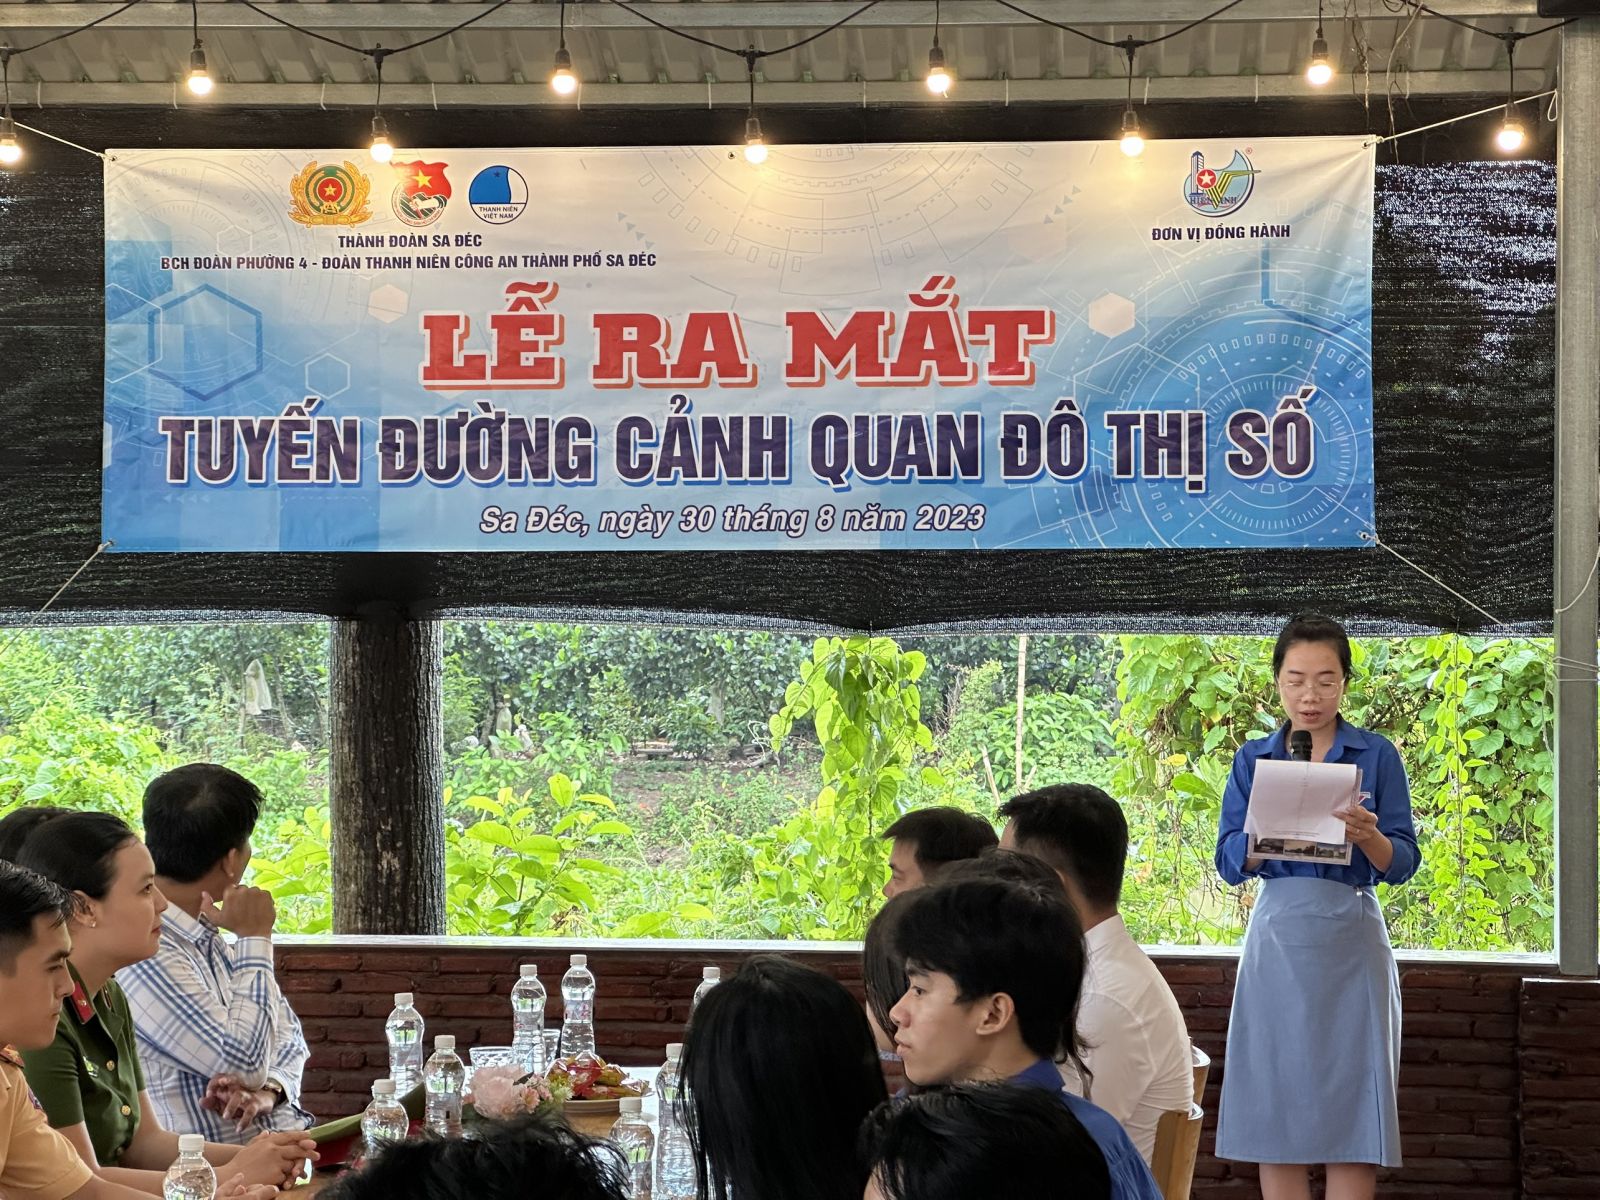 THANH NIÊN
VIỆT NAM
THÀNH ĐOÀN SA ĐÉC
BCH ĐOÀN PHƯỜNG 4 - ĐOÀN THANH NIÊN CÔNG AN THÀNH PHỐ SA ĐÉC
HIỂN VINH
ĐƠN VỊ ĐỒNG HÀNH
LỄ RA MẮT
TUYẾN ĐƯỜNG CẢNH QUAN ĐÔ THỊ SỐ
Sa Đéc, ngày 30 tháng 8 năm 2023